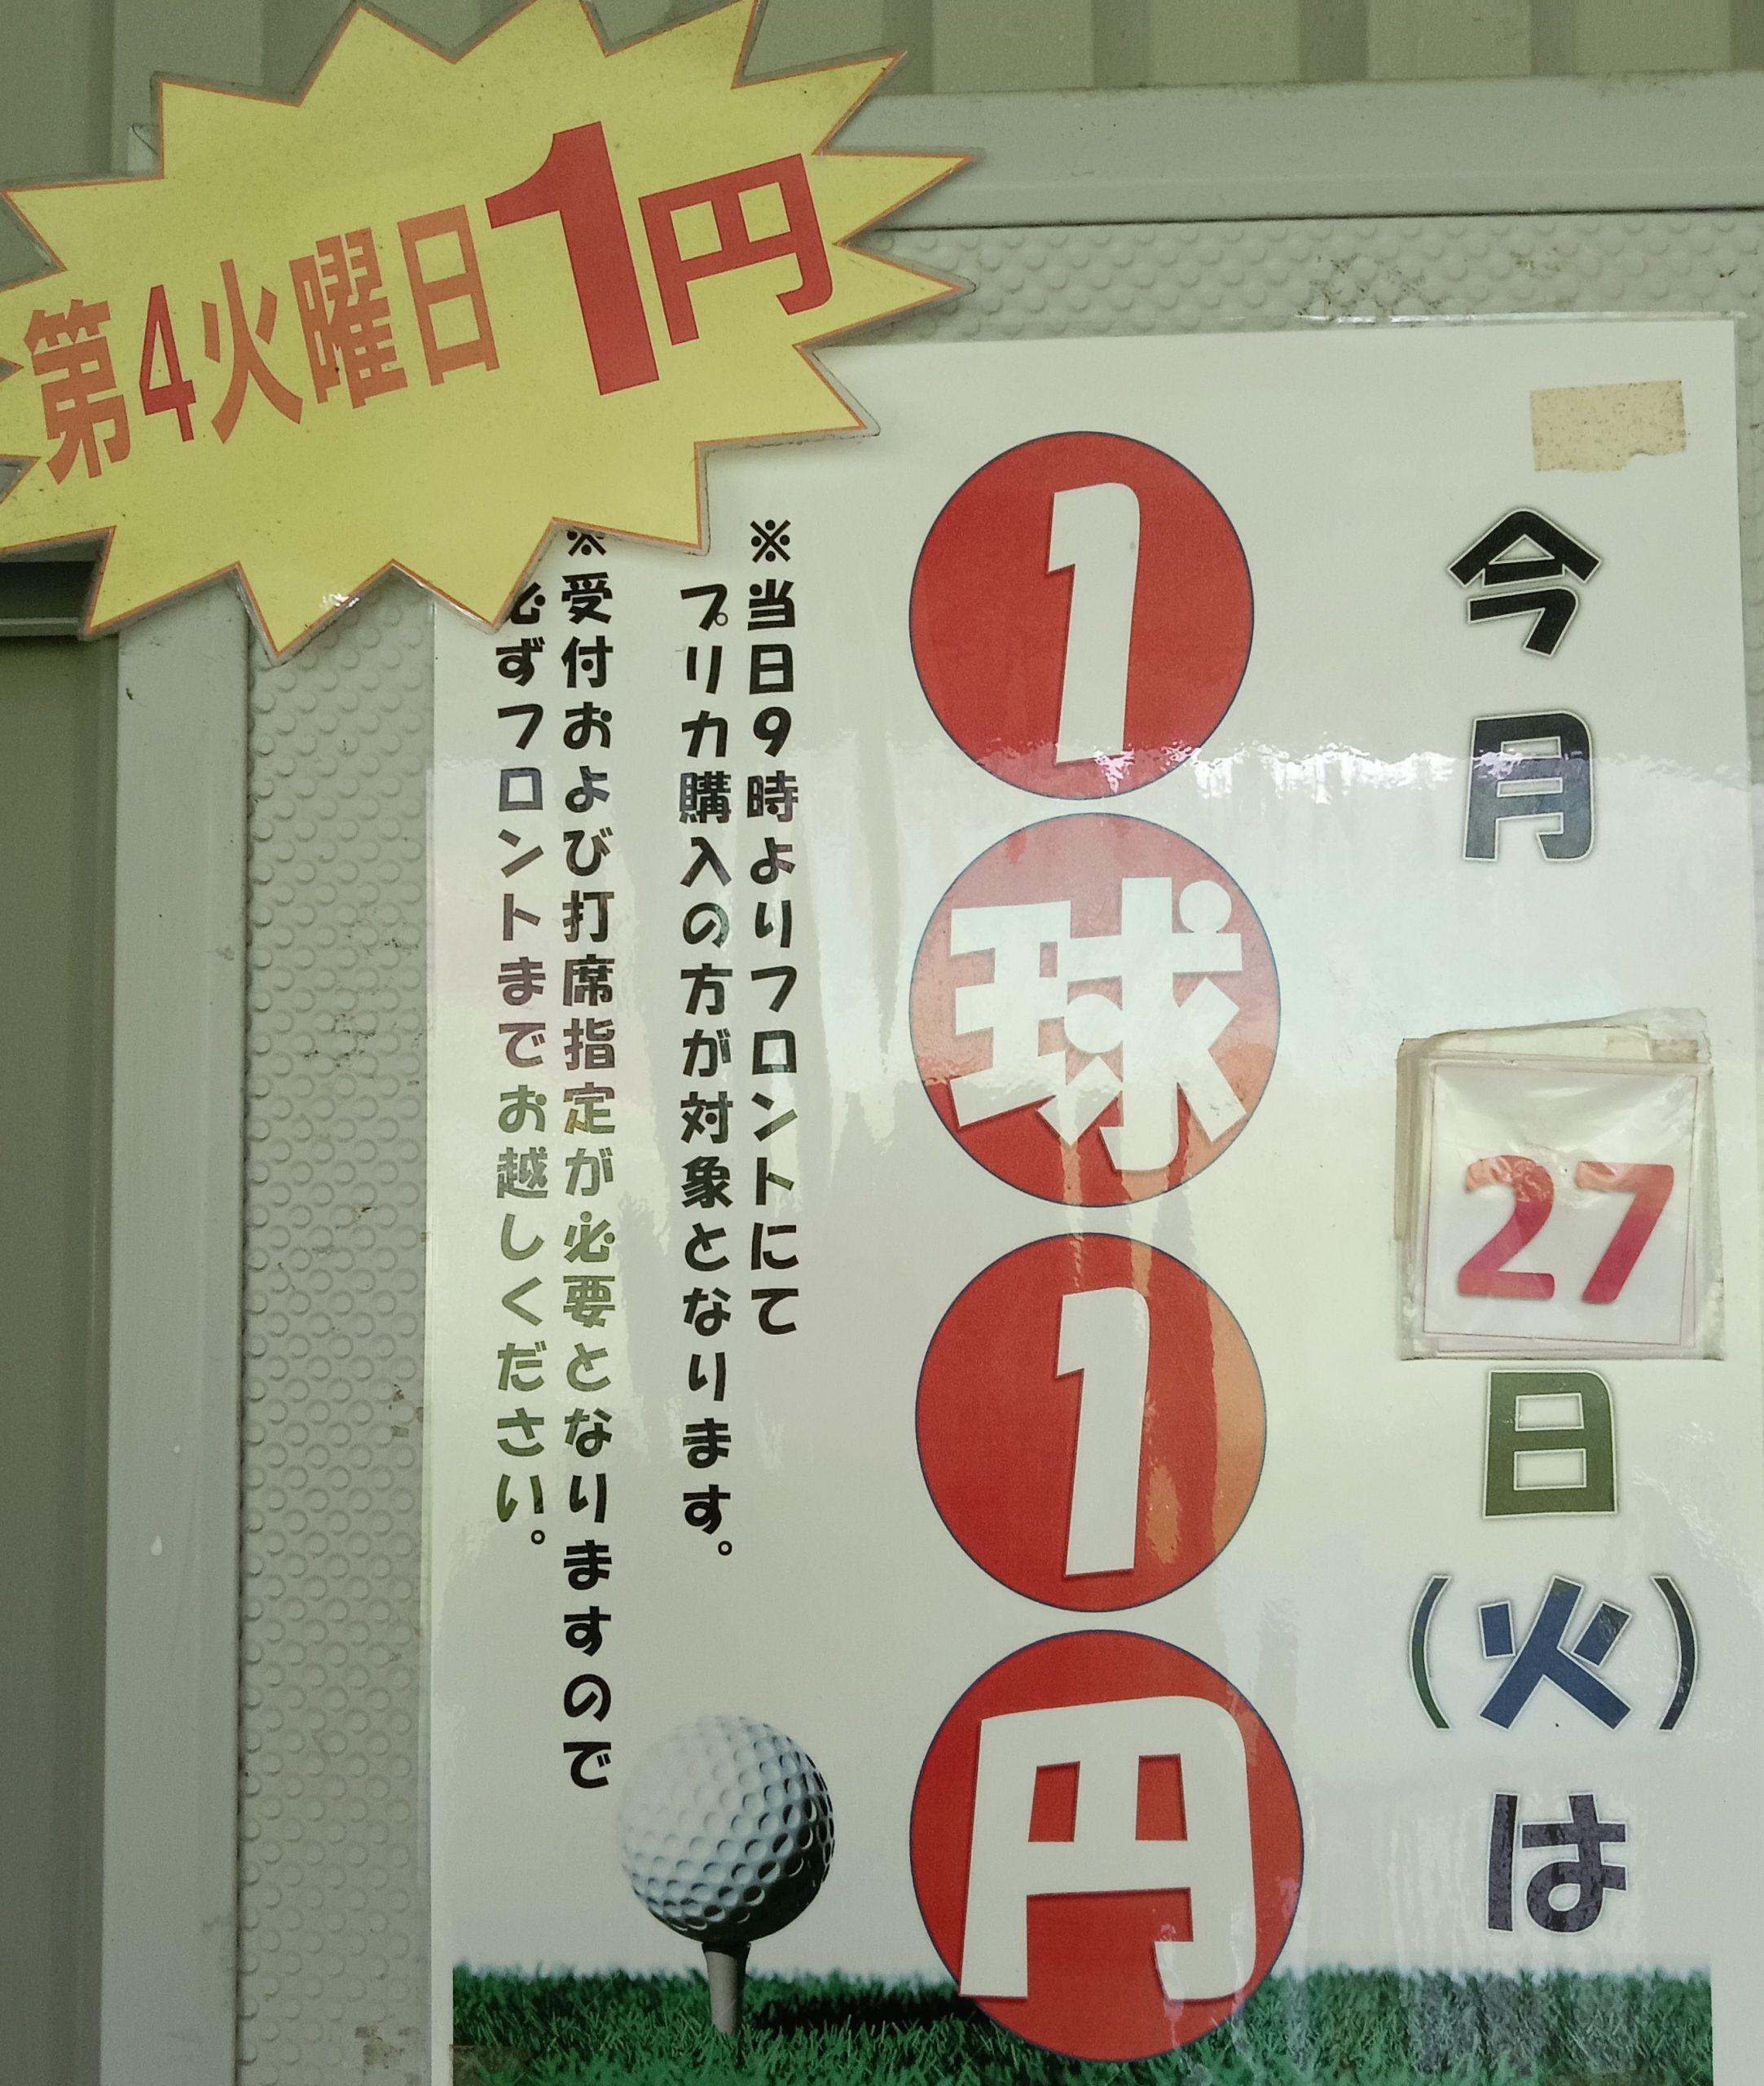 第4火曜日1円
今月27日(火)は
1球1円
※当日9時よりフロントにて
プリカ購入の方が対象となります。
※受付および打席指定が必要となりますので
必ずフロントまでお越しください。